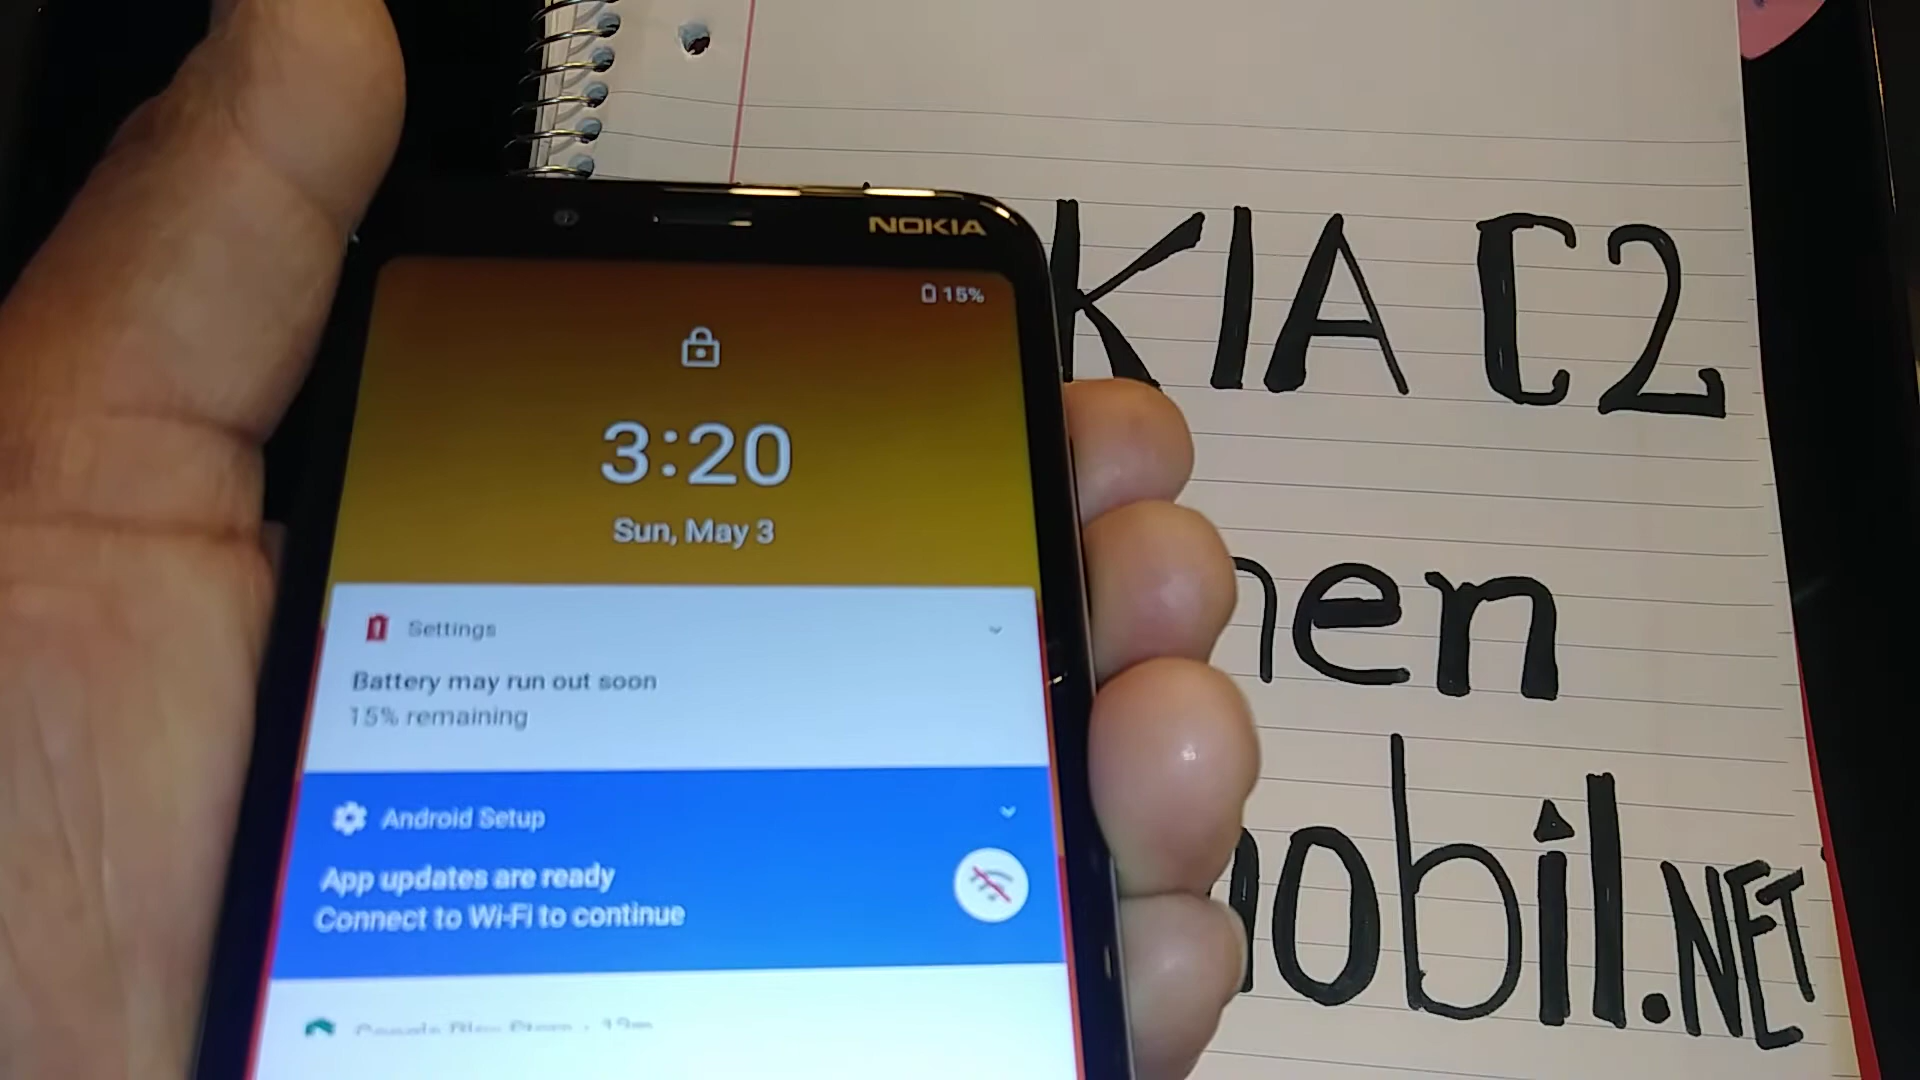 NOKIA
15%
3:20
Sun, May 3
Settings
Battery may run out soon
15% remaining
Android Setup
App updates are ready
Connect to Wi-Fi to continue
KIA C2
en
obil.NET